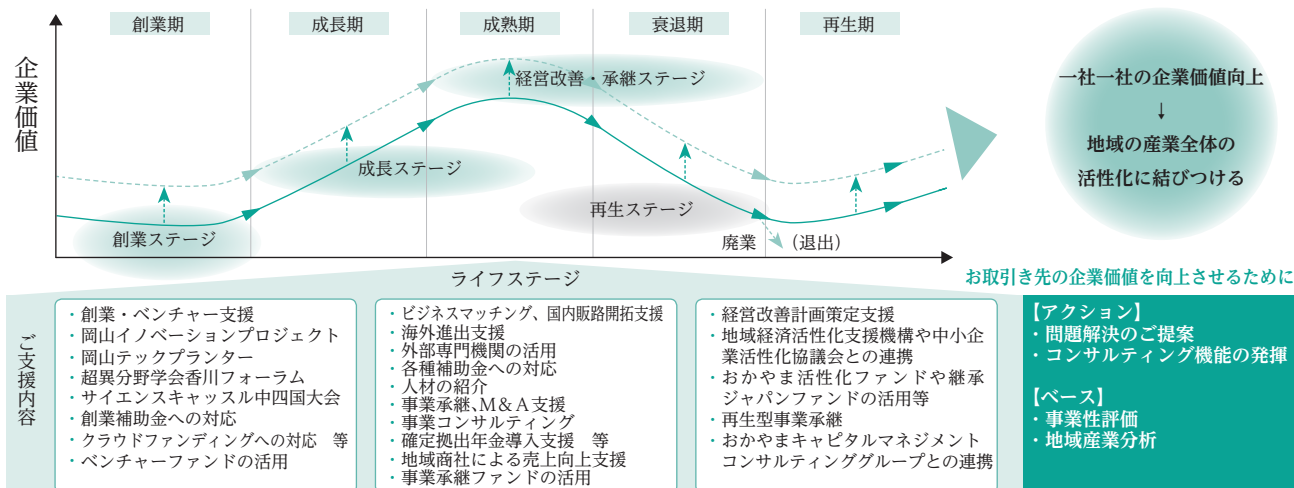 創業期
成長期
成熟期
衰退期
再生期
企業価値
経営改善・承継ステージ
成長ステージ
再生ステージ
創業ステージ
廃業 (退出)
ライフステージ
一社一社の企業価値向上
↓
地域の産業全体の
活性化に結びつける
お取引き先の企業価値を向上させるために
ご支援内容
・創業・ベンチャー支援
・岡山イノベーションプロジェクト
・岡山テックプランター
・超異分野学会香川フォーラム
・サイエンスキャッスル中四国大会
・創業補助金への対応
・クラウドファンディングへの対応 等
・ベンチャーファンドの活用
・ビジネスマッチング、国内販路開拓支援
・海外進出支援
・外部専門機関の活用
・各種補助金への対応
・人材の紹介
・事業承継、M&A支援
・事業コンサルティング
・確定拠出年金導入支援 等
・地域商社による売上向上支援
・事業承継ファンドの活用
・経営改善計画策定支援
・地域経済活性化支援機構や中小企
業活性化協議会との連携
・おかやま活性化ファンドや継承
ジャパンファンドの活用等
・再生型事業承継
・おかやまキャピタルマネジメント
コンサルティンググループとの連携
【アクション】
・問題解決のご提案
・コンサルティング機能の発揮
【ベース】
・事業性評価
・地域産業分析